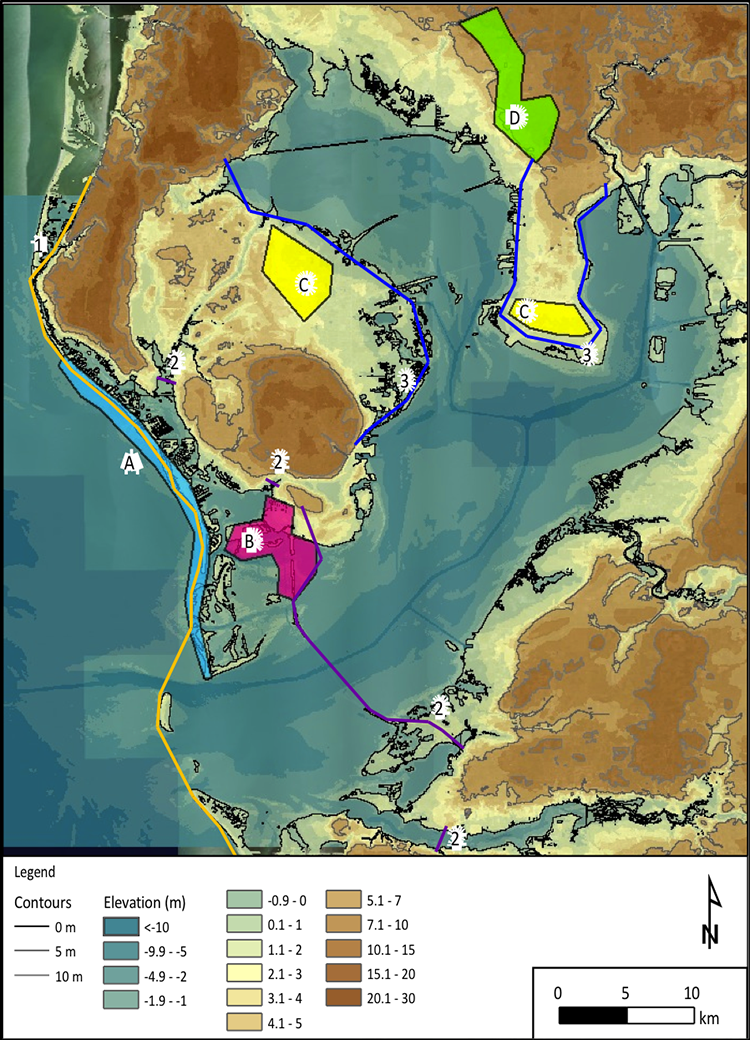 D
1
C
C
2
3
3
A
2
B
2
2
Legend
Contours
0 m
5 m
10 m
Elevation (m)
<-10
-9.9 - -5
-4.9 - -2
-1.9 - -1
-0.9 - 0
0.1 - 1
1.1 - 2
2.1 - 3
3.1 - 4
4.1 - 5
5.1 - 7
7.1 - 10
10.1 - 15
15.1 - 20
20.1 - 30
N
0 5 10
km